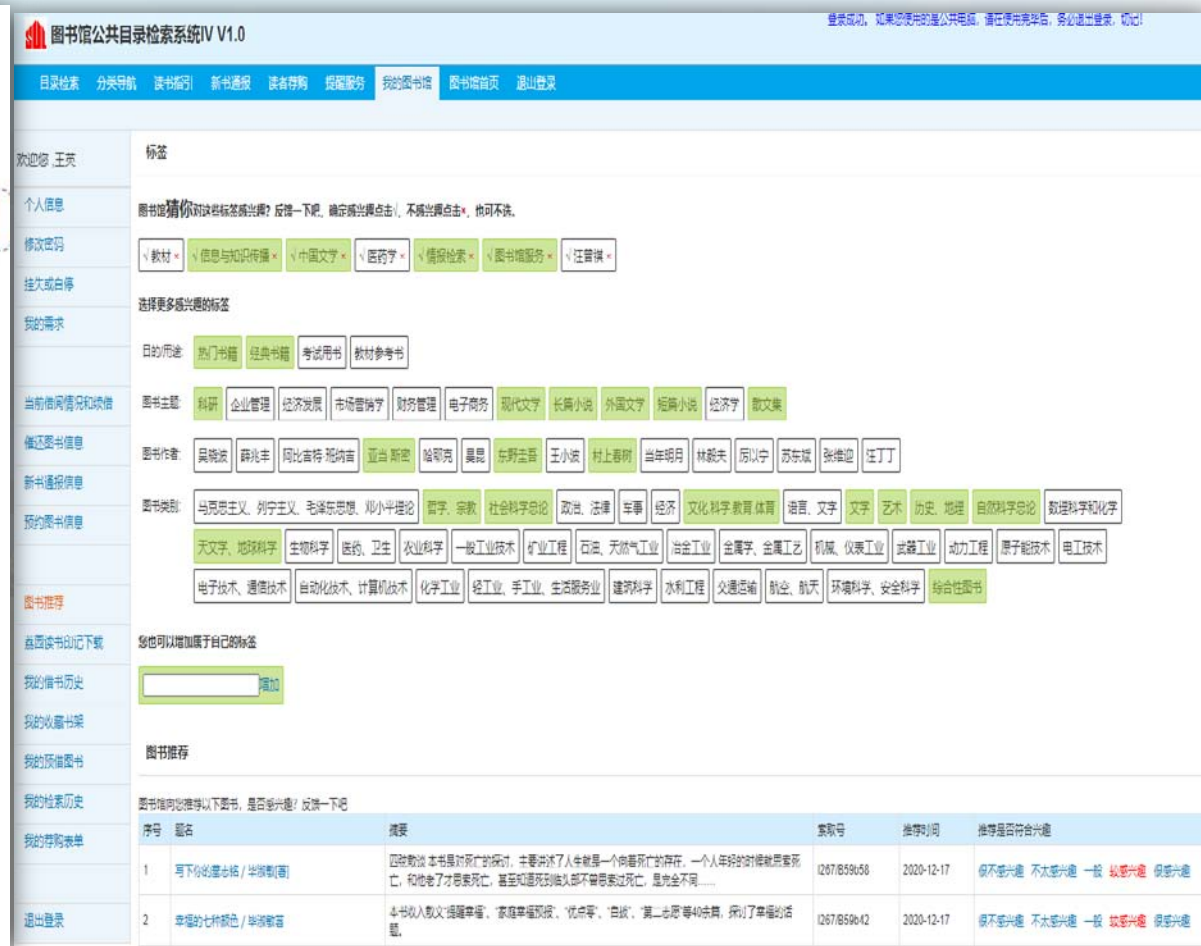 图书馆公共目录检索系统IV V1.0
登录成功。如果您使用的是公共电脑，请在使用完毕后，务必退出登录，切记！
目录检索 分类导航 读书指引 新书通报 读者荐购 提醒服务 我的图书馆 图书馆首页 退出登录
欢迎您 ,王英
个人信息
修改密码
挂失或自停
我的需求
当前借阅情况和续借
催还图书信息
新书通报信息
预约图书信息
图书推荐
荔园读书印记下载
我的借书历史
我的收藏书架
我的预借图书
我的检索历史
我的荐购表单
退出登录
标签
图书馆猜你对这些标签感兴趣？反馈一下吧，确定感兴趣点击√，不感兴趣点击×，也可不选。
√教材× √信息与知识传播× √中国文学× √医药学× √情报检索× √图书馆服务× √汪曾祺×
选择更多感兴趣的标签
目的/用途: 热门书籍 经典书籍 考试用书 教材参考书
图书主题: 科研 企业管理 经济发展 市场营销学 财务管理 电子商务 现代文学 长篇小说 外国文学 短篇小说 经济学 散文集
图书作者: 吴晓波 薛兆丰 阿比吉特·班纳吉 亚当·斯密 哈耶克 吴昆 东野圭吾 王小波 村上春树 当年明月 林毅夫 厉以宁 苏东斌 张维迎 汪丁丁
图书类别: 马克思主义、列宁主义、毛泽东思想、邓小平理论 哲学、宗教 社会科学总论 政治、法律 军事 经济 文化,科学,教育,体育 语言、文字 文学 艺术 历史、地理 自然科学总论 数理科学和化学
天文学、地球科学 生物科学 医药、卫生 农业科学 一般工业技术 矿业工程 石油、天然气工业 冶金工业 金属学、金属工艺 机械、仪表工业 武器工业 动力工程 原子能技术 电工技术
电子技术、通信技术 自动化技术、计算机技术 化学工业 轻工业、手工业、生活服务业 建筑科学 水利工程 交通运输 航空、航天 环境科学、安全科学 综合性图书
您也可以增加属于自己的标签
增加
图书推荐
图书馆向您推荐以下图书，是否感兴趣？反馈一下吧
序号 题名 摘要 索取号 推荐时间 推荐是否符合兴趣
1 写下你的墓志铭 / 毕淑敏[著] 本书是对死亡的探讨，主要讲述了人生就是一个向着死亡的存在，一个人年轻的时候就思索死
亡，和他老了才思索死亡，甚至知道死到临头都不曾思索过死亡，是完全不同…… I267/B59b58 2020-12-17 很不感兴趣 不太感兴趣 一般 较感兴趣 很感兴趣
2 幸福的七种颜色 / 毕淑敏著 本书收入散文“提醒幸福”、“家庭幸福预报”、“优点零”、“自拔”、“第二志愿”等40余篇，探讨了幸福的话
题。 I267/B59b42 2020-12-17 很不感兴趣 不太感兴趣 一般 较感兴趣 很感兴趣